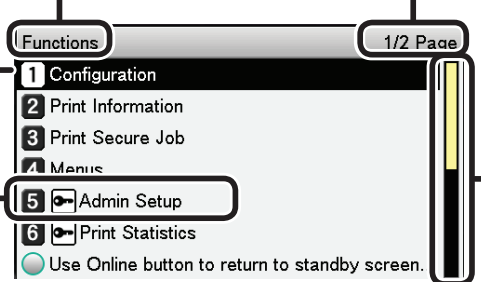 Functions 1/2 Page
1 Configuration
2 Print Information
3 Print Secure Job
4 Menus
5 Admin Setup
6 Print Statistics
Use Online button to return to standby screen.